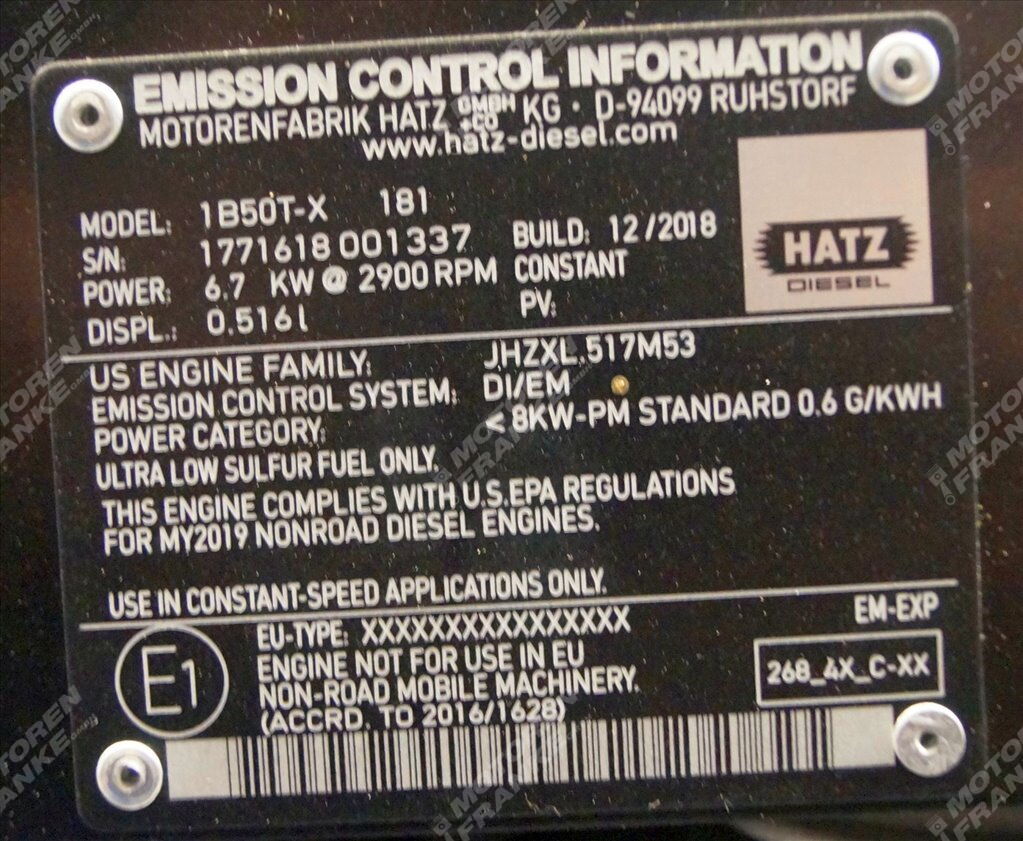 EMISSION CONTROL INFORMATION
MOTORENFABRIK HATZ GMBH +CO KG · D-94099 RUHSTORF
www.hatz-diesel.com
MODEL: 1B50T-X 181
S/N: 1771618 001337 BUILD: 12/2018
POWER: 6.7 KW @ 2900 RPM CONSTANT
DISPL.: 0.516l PV:
HATZ
DIESEL
US ENGINE FAMILY: JHZXL.517M53
EMISSION CONTROL SYSTEM: DI/EM
POWER CATEGORY: <8KW-PM STANDARD 0.6 G/KWH
ULTRA LOW SULFUR FUEL ONLY.
THIS ENGINE COMPLIES WITH U.S.EPA REGULATIONS
FOR MY2019 NONROAD DIESEL ENGINES.
USE IN CONSTANT-SPEED APPLICATIONS ONLY.
E1
EU-TYPE: XXXXXXXXXXXXXXXX
ENGINE NOT FOR USE IN EU
NON-ROAD MOBILE MACHINERY.
(ACCRD. TO 2016/1628)
EM-EXP
268_4X_C-XX
MOTOREN FRANKE GMBH